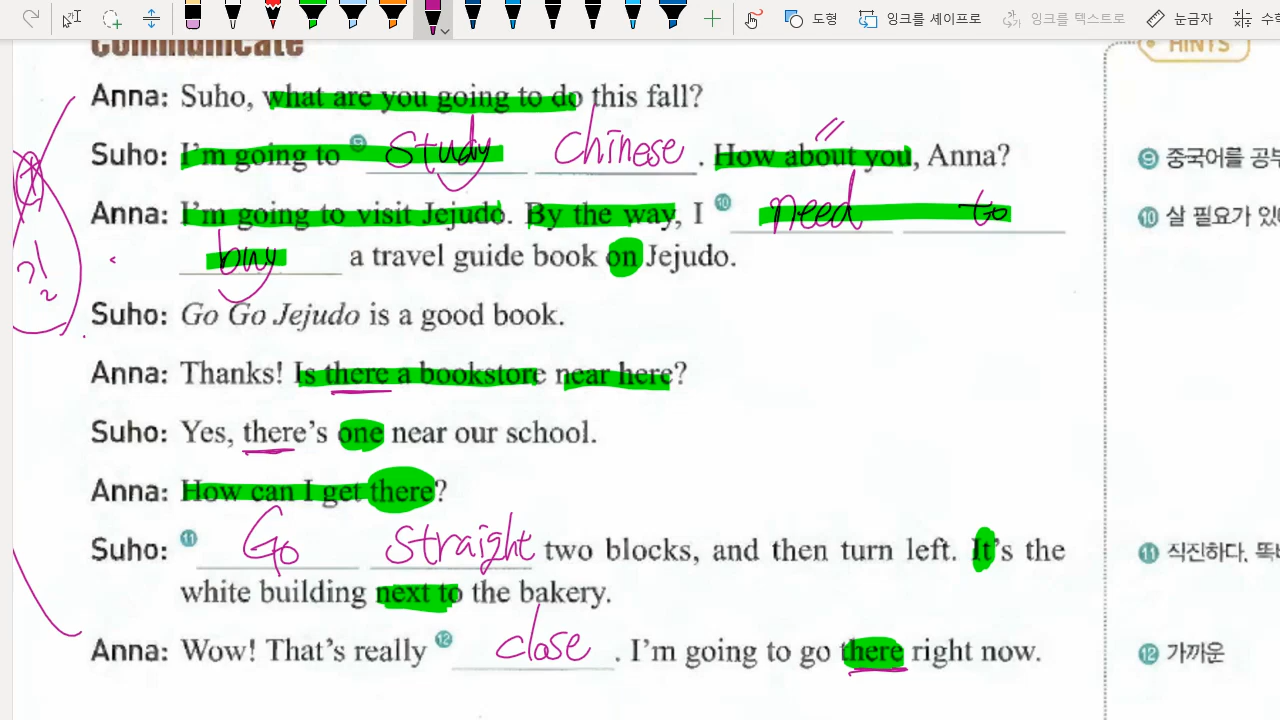 도형 잉크를 셰이프로 잉크를 텍스트로 눈금자
Communicate
HINTS
Anna: Suho, what are you going to do this fall?
Suho: I'm going to ⑨ study chinese. How about you, Anna?
⑨ 중국어를
Anna: I'm going to visit Jejudo. By the way, I ⑩ need to
⑩ 살 필요가
buy a travel guide book on Jejudo.
Suho: Go Go Jejudo is a good book.
Anna: Thanks! Is there a bookstore near here?
Suho: Yes, there's one near our school.
Anna: How can I get there?
Suho: ⑪ Go straight two blocks, and then turn left. It's the
⑪ 직진하다,
white building next to the bakery.
Anna: Wow! That's really ⑫ close. I'm going to go there right now.
⑫ 가까운